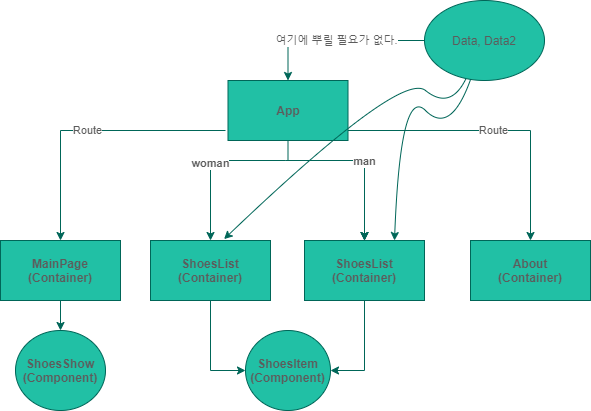 여기에 뿌릴 필요가 없다.
Data, Data2
App
Route
Route
woman
man
MainPage
(Container)
ShoesList
(Container)
ShoesList
(Container)
About
(Container)
ShoesShow
(Component)
ShoesItem
(Component)